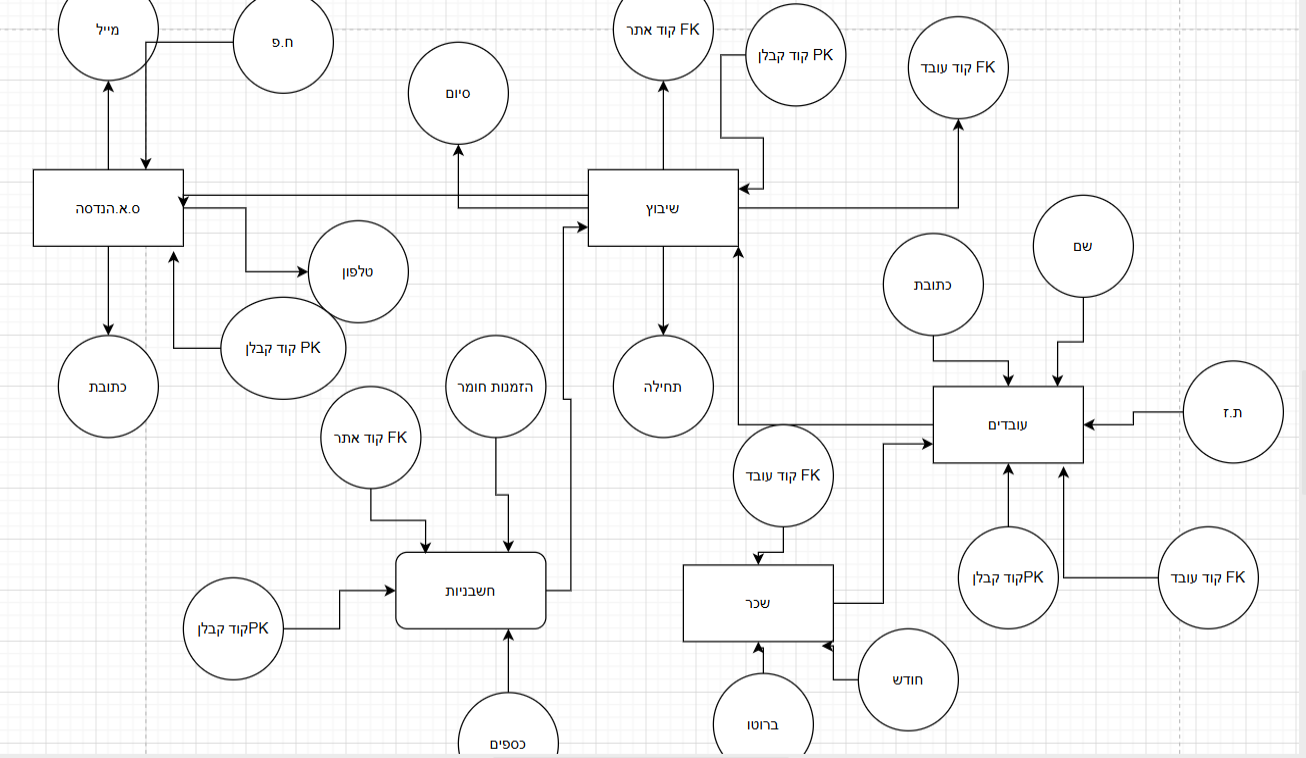 מייל
ח.פ
סיום
FK קוד אתר
PK קוד קבלן
FK קוד עובד
ס.א.הנדסה
שיבוץ
טלפון
כתובת
שם
PK קוד קבלן
כתובת
הזמנות חומר
תחילה
עובדים
ת.ז
FK קוד אתר
FK קוד עובד
חשבניות
שכר
PKקוד קבלן
FK קוד עובד
PKקוד קבלן
חודש
ברוטו
כספים